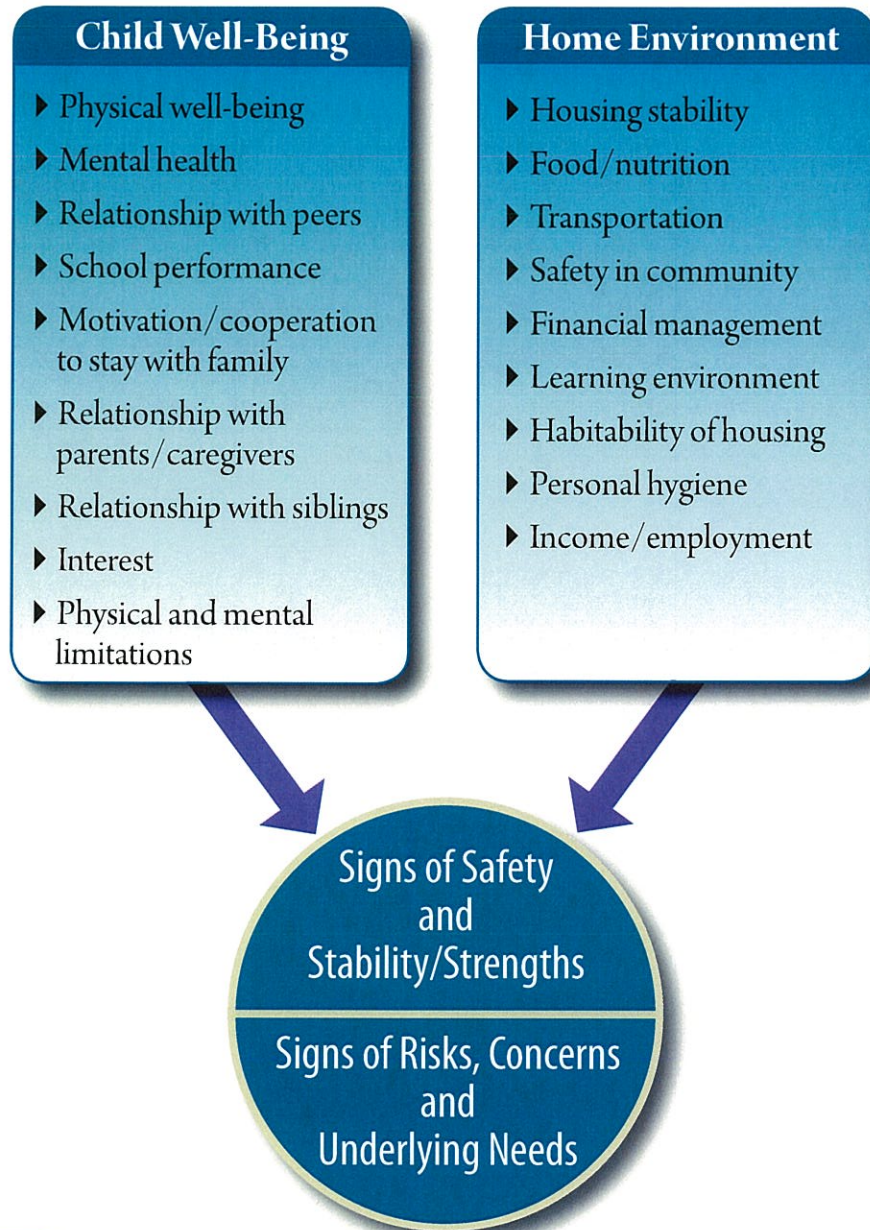 Child Well-Being
Physical well-being
Mental health
Relationship with peers
School performance
Motivation/cooperation
to stay with family
Relationship with
parents/caregivers
Relationship with siblings
Interest
Physical and mental
limitations
Home Environment
Housing stability
Food/nutrition
Transportation
Safety in community
Financial management
Learning environment
Habitability of housing
Personal hygiene
Income/employment
Signs of Safety
and
Stability/Strengths
Signs of Risks, Concerns
and
Underlying Needs